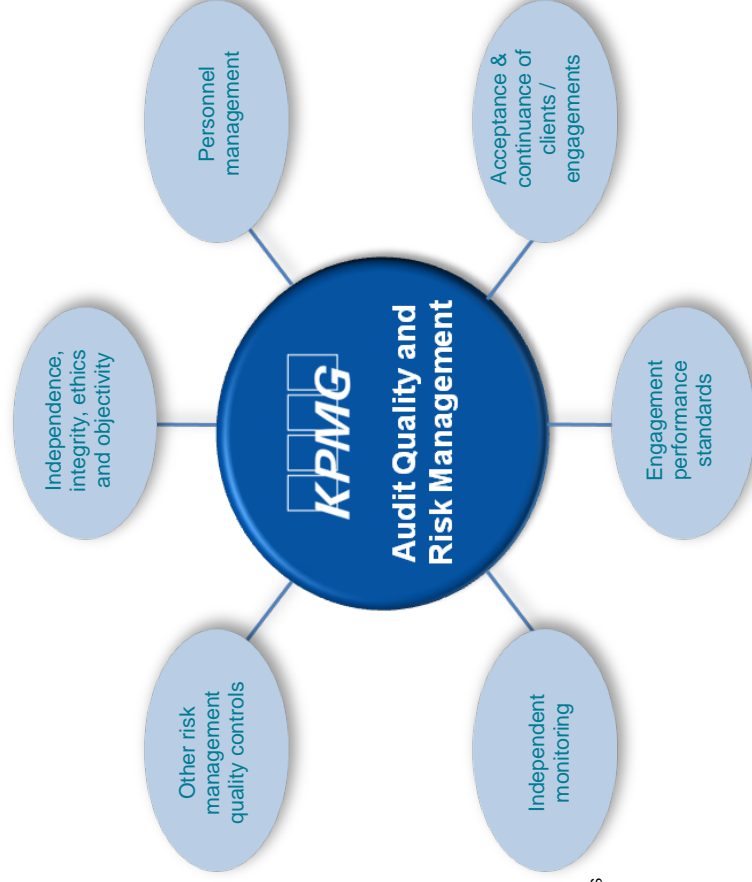 Independence,
integrity, ethics
and objectivity
Personnel
management
Acceptance &
continuance of
clients /
engagements
Engagement
performance
standards
Independent
monitoring
Other risk
management
quality controls
KPMG
Audit Quality and
Risk Management